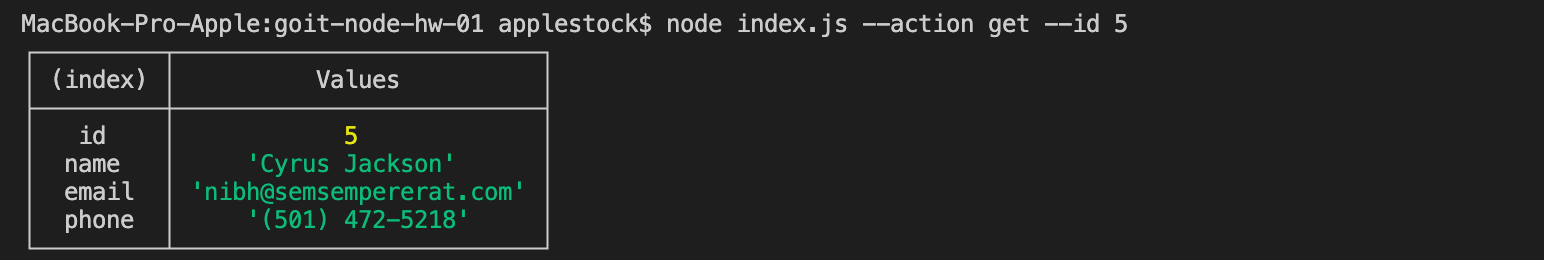 MacBook-Pro-Apple:goit-node-hw-01 applestock$ node index.js --action get --id 5
(index) Values
id 5
name 'Cyrus Jackson'
email 'nibh@semsempererat.com'
phone '(501) 472-5218'